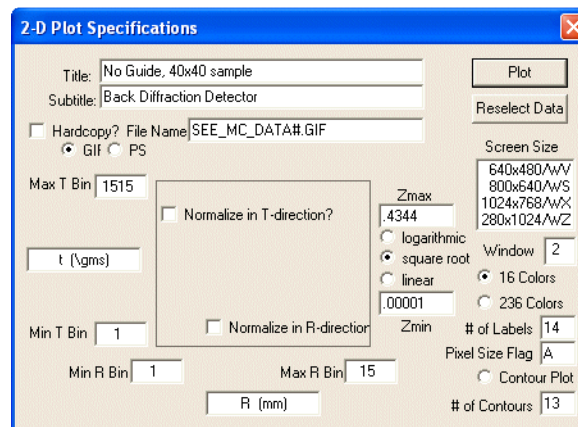 2-D Plot Specifications
Title: No Guide, 40x40 sample
Plot
Subtitle: Back Diffraction Detector
Reselect Data
Hardcopy? File Name SEE_MC_DATA#.GIF
GIF PS
Screen Size
640x480/WV
800x640/WS
1024x768/WX
280x1024/WZ
Max T Bin 1515
Normalize in T-direction?
Zmax
.4344
logarithmic
square root
linear
.00001
Zmin
Window 2
16 Colors
236 Colors
t (\gms)
Min T Bin 1
Normalize in R-direction
# of Labels 14
Pixel Size Flag A
Min R Bin 1
Max R Bin 15
Contour Plot
R (mm)
# of Contours 13